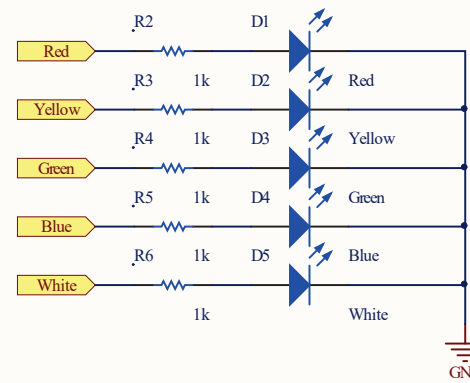 R2 D1
Red
R3 1k D2 Red
Yellow
R4 1k D3 Yellow
Green
R5 1k D4 Green
Blue
R6 1k D5 Blue
White
1k White
GN